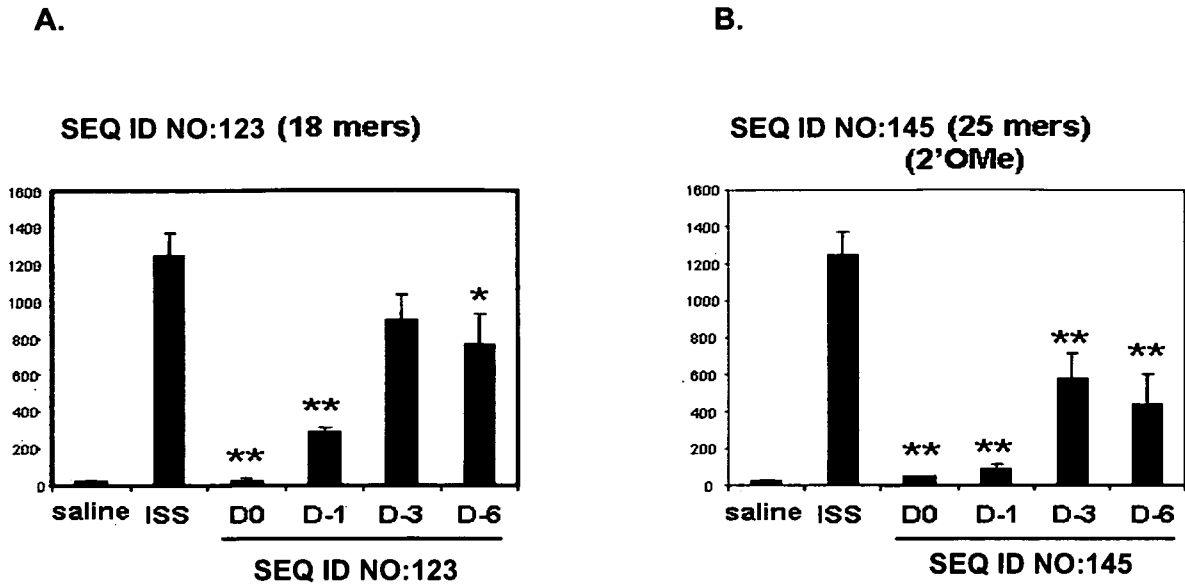 A.
SEQ ID NO:123 (18 mers)
1600
1400
1200
1000
800
600
400
200
0
*
**
**
saline ISS D0 D-1 D-3 D-6
SEQ ID NO:123
B.
SEQ ID NO:145 (25 mers)
(2'OMe)
1600
1400
1200
1000
800
600
400
200
0
**
**
**
**
saline ISS D0 D-1 D-3 D-6
SEQ ID NO:145